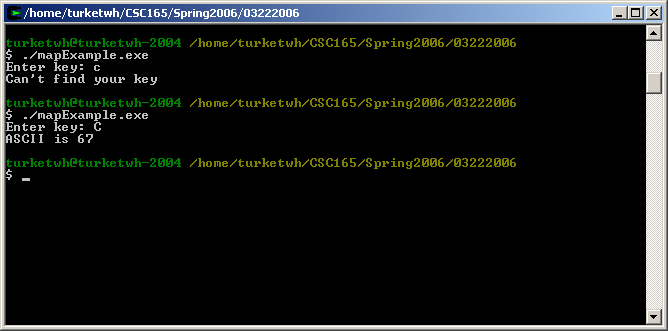 /home/turketwh/CSC165/Spring2006/03222006
turketwh@turketwh-2004 /home/turketwh/CSC165/Spring2006/03222006
$ ./mapExample.exe
Enter key: c
Can't find your key
turketwh@turketwh-2004 /home/turketwh/CSC165/Spring2006/03222006
$ ./mapExample.exe
Enter key: C
ASCII is 67
turketwh@turketwh-2004 /home/turketwh/CSC165/Spring2006/03222006
$ _